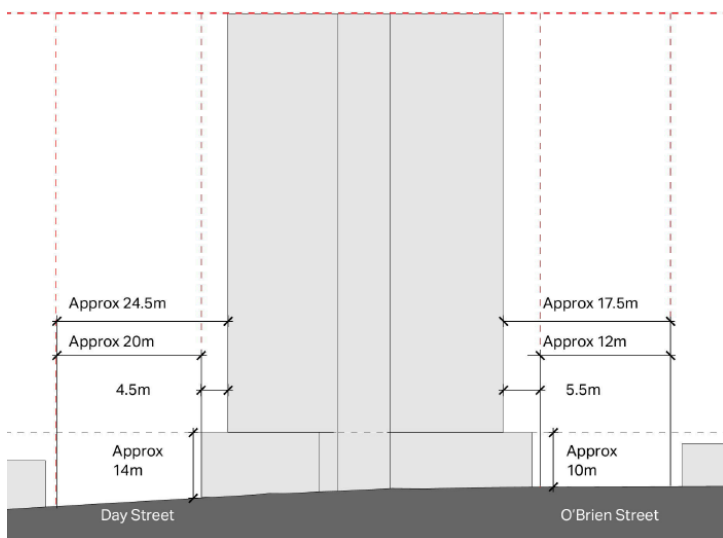 Approx 24.5m
Approx 17.5m
Approx 20m
Approx 12m
4.5m
5.5m
Approx
14m
Approx
10m
Day Street
O'Brien Street